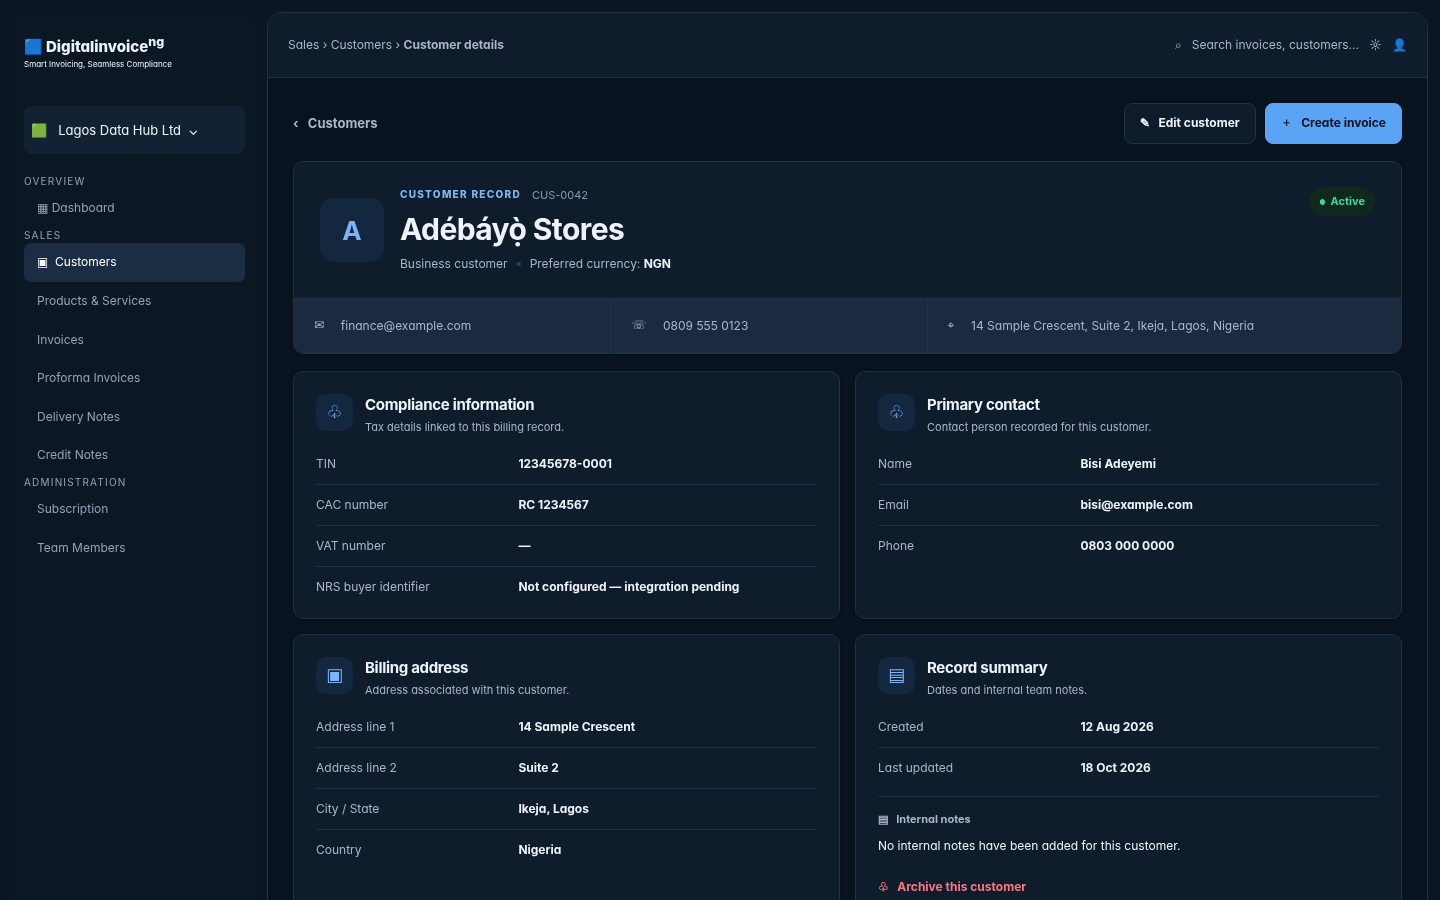 Digitalinvoiceng
Smart Invoicing, Seamless Compliance
Lagos Data Hub Ltd
OVERVIEW
Dashboard
SALES
Customers
Products & Services
Invoices
Proforma Invoices
Delivery Notes
Credit Notes
ADMINISTRATION
Subscription
Team Members
Sales › Customers › Customer details
Search invoices, customers...
‹ Customers
Edit customer
+ Create invoice
A
CUSTOMER RECORD CUS-0042
Adébáyọ̀ Stores
Business customer • Preferred currency: NGN
Active
finance@example.com
0809 555 0123
14 Sample Crescent, Suite 2, Ikeja, Lagos, Nigeria
Compliance information
Tax details linked to this billing record.
TIN 12345678-0001
CAC number RC 1234567
VAT number —
NRS buyer identifier Not configured — integration pending
Primary contact
Contact person recorded for this customer.
Name Bisi Adeyemi
Email bisi@example.com
Phone 0803 000 0000
Billing address
Address associated with this customer.
Address line 1 14 Sample Crescent
Address line 2 Suite 2
City / State Ikeja, Lagos
Country Nigeria
Record summary
Dates and internal team notes.
Created 12 Aug 2026
Last updated 18 Oct 2026
Internal notes
No internal notes have been added for this customer.
Archive this customer